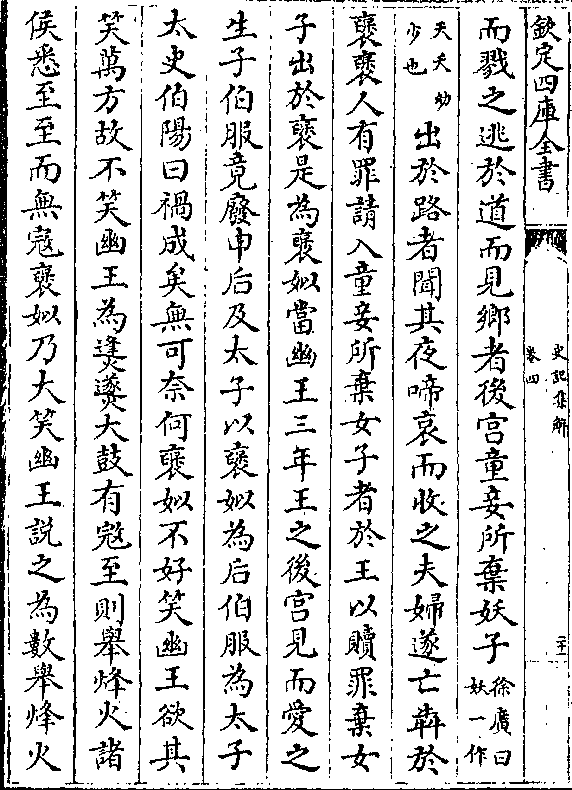 欽定四庫全書
史記集解
卷四
二十一
而戮之逃於道而見鄉者後宮童妾所棄妖子徐廣曰妖一作
夭夭幼少也出於路者聞其夜啼哀而收之夫婦遂亡犇於
襃襃人有罪請入童妾所棄女子者於王以贖罪棄女
子出於襃是為襃姒當幽王三年王之後宮見而愛之
生子伯服竟廢申后及太子以襃姒為后伯服為太子
太史伯陽曰禍成矣無可奈何襃姒不好笑幽王欲其
笑萬方故不笑幽王為㷭燧大鼓有寇至則舉烽火諸
侯悉至至而無寇襃姒乃大笑幽王說之為數舉烽火